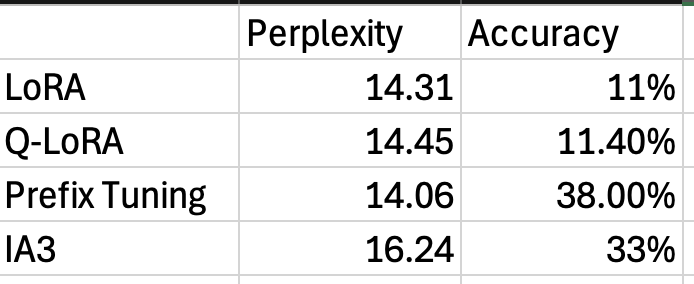 Perplexity Accuracy
LoRA 14.31 11%
Q-LoRA 14.45 11.40%
Prefix Tuning 14.06 38.00%
IA3 16.24 33%